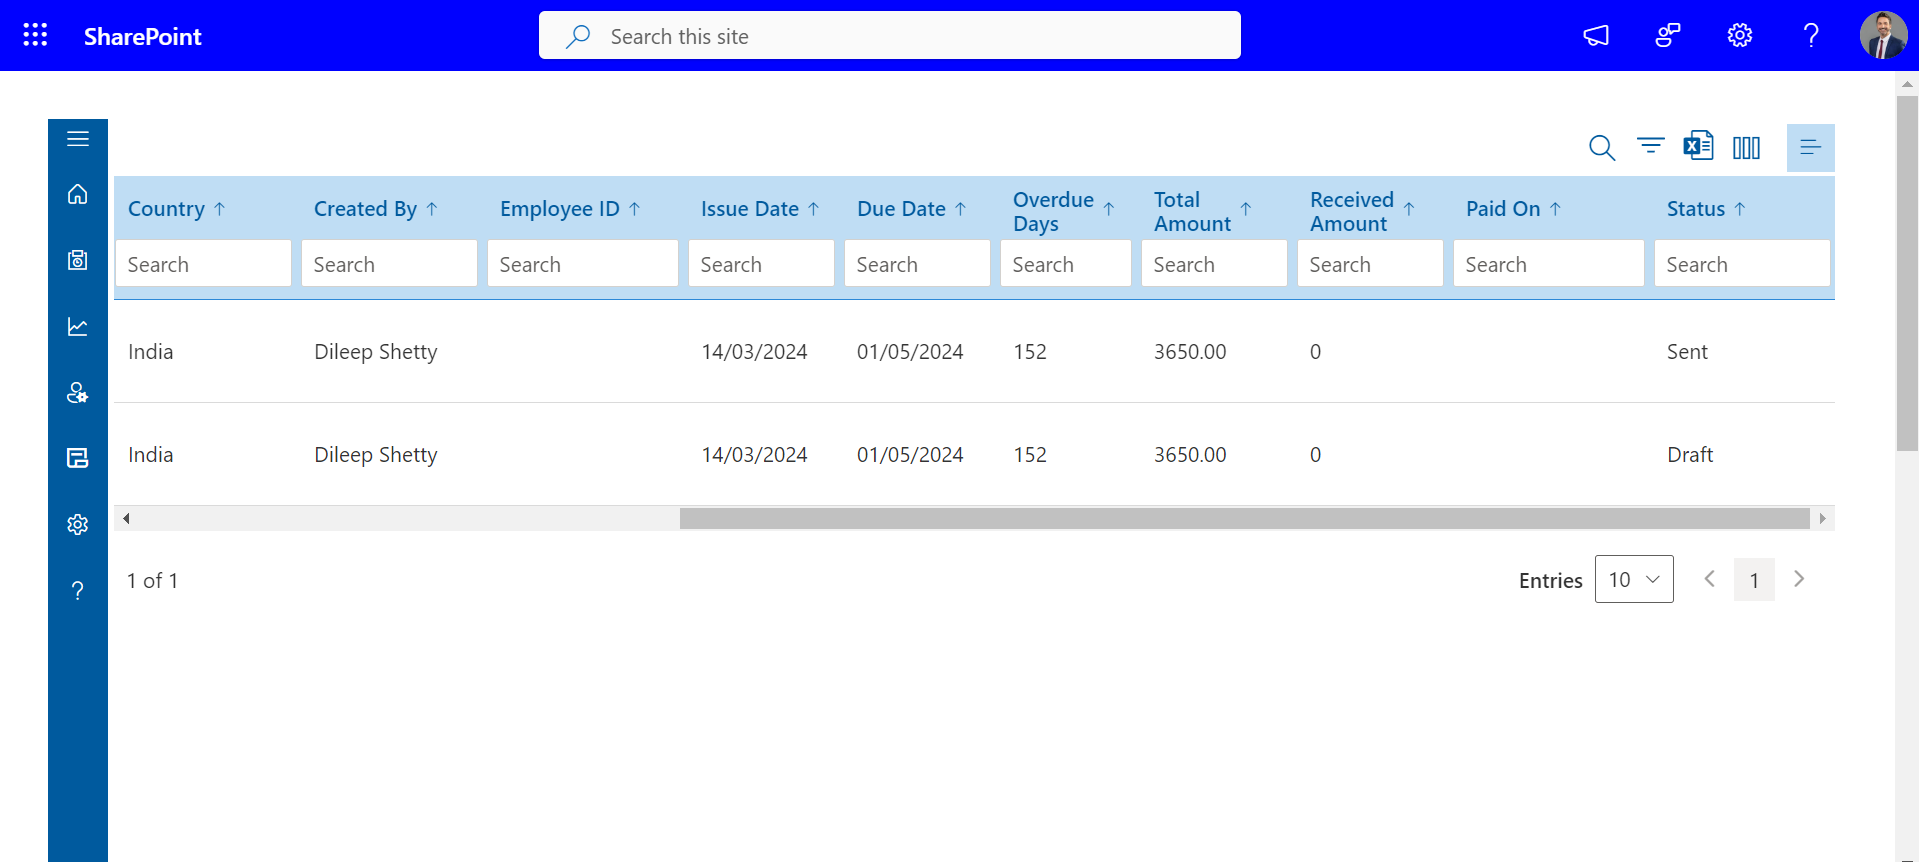 SharePoint
Search this site
Country Created By Employee ID Issue Date Due Date Overdue Days Total Amount Received Amount Paid On Status
Search Search Search Search Search Search Search Search Search Search
India Dileep Shetty 14/03/2024 01/05/2024 152 3650.00 0 Sent
India Dileep Shetty 14/03/2024 01/05/2024 152 3650.00 0 Draft
1 of 1 Entries 10 1